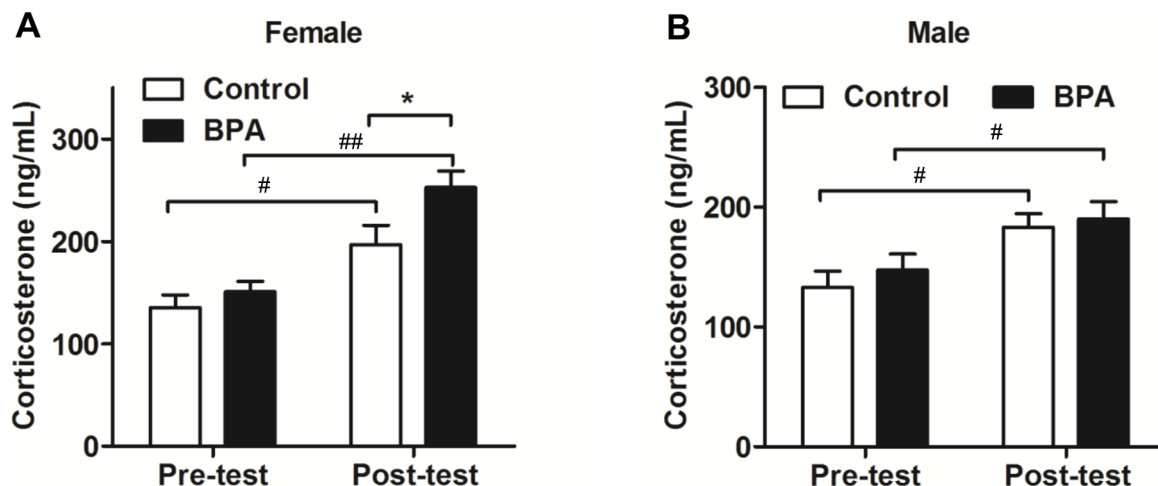 A
Female
Control
BPA
*
##
#
Corticosterone (ng/mL)
300
200
100
0
Pre-test
Post-test
B
Male
Control
BPA
#
#
Corticosterone (ng/mL)
300
200
100
0
Pre-test
Post-test